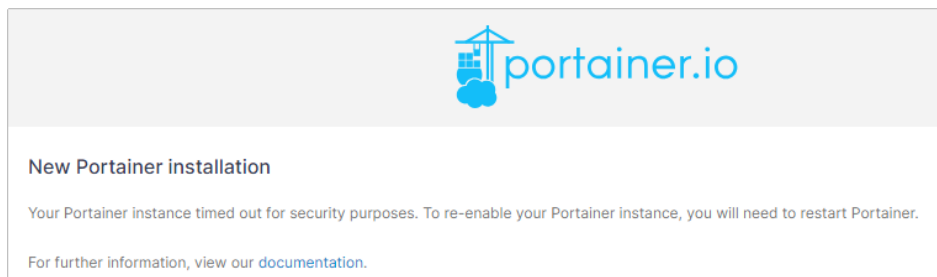 portainer.io
New Portainer installation
Your Portainer instance timed out for security purposes. To re-enable your Portainer instance, you will need to restart Portainer.
For further information, view our documentation.